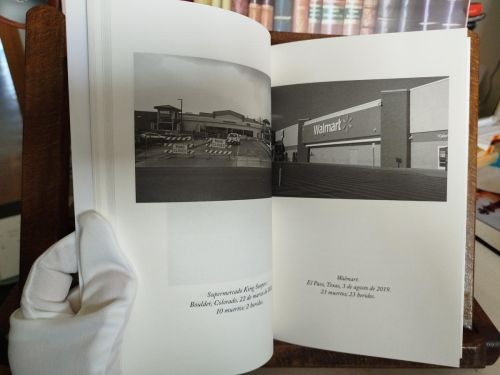 Supermercado King Soopers
Boulder, Colorado, 22 de marzo de
10 muertos; 2 heridos.
Walmart
Walmart.
El Paso, Texas, 3 de agosto de 2019.
23 muertos; 23 heridos.